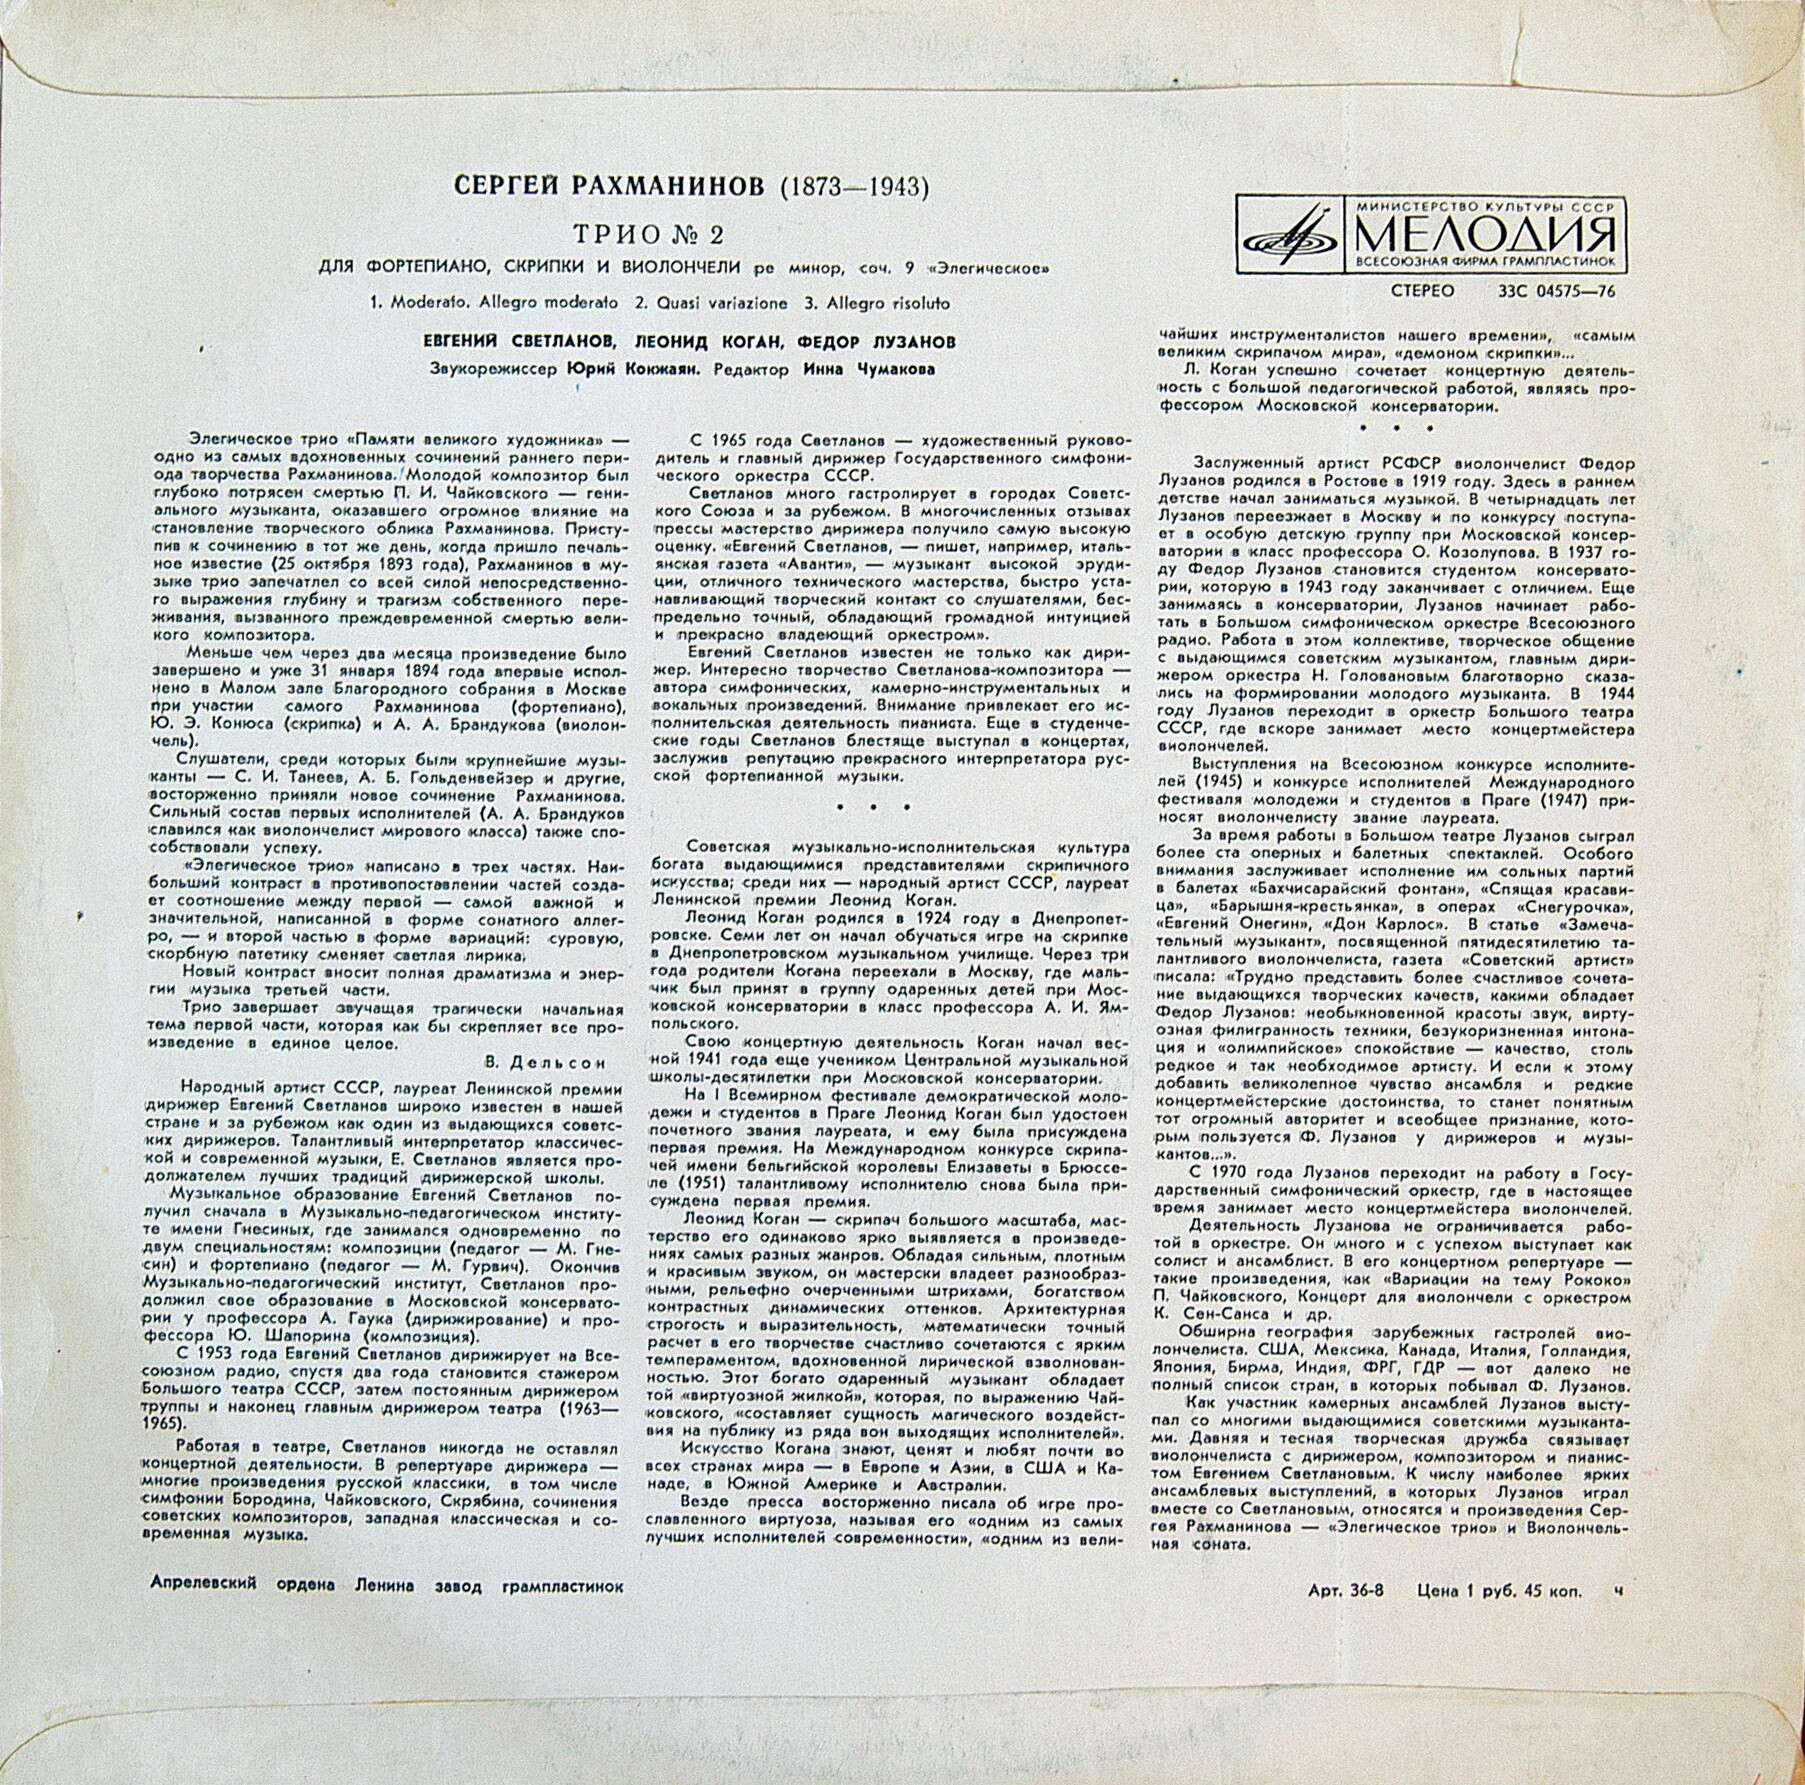 СЕРГЕЙ РАХМАНИНОВ (1873—1943)
ТРИО № 2
ДЛЯ ФОРТЕПИАНО, СКРИПКИ И ВИОЛОНЧЕЛИ ре минор, соч. 9 «Элегическое»
1. Moderato. Allegro moderato 2. Quasi variazione 3. Allegro risoluto
ЕВГЕНИЙ СВЕТЛАНОВ, ЛЕОНИД КОГАН, ФЕДОР ЛУЗАНОВ
Звукорежиссер Юрий Кокжаян. Редактор Инна Чумакова
МИНИСТЕРСТВО КУЛЬТУРЫ СССР
МЕЛОДИЯ
ВСЕСОЮЗНАЯ ФИРМА ГРАМПЛАСТИНОК
СТЕРЕО 33С 04575—76
Элегическое трио «Памяти великого художника» —
одно из самых вдохновенных сочинений раннего пери-
ода творчества Рахманинова. Молодой композитор был
глубоко потрясен смертью П. И. Чайковского — гени-
ального музыканта, оказавшего огромное влияние на
становление творческого облика Рахманинова. Присту-
пив к сочинению в тот же день, когда пришло печаль-
ное известие (25 октября 1893 года), Рахманинов в му-
зыке трио запечатлел со всей силой непосредственно-
го выражения глубину и трагизм собственного пере-
живания, вызванного преждевременной смертью вели-
кого композитора.
Меньше чем через два месяца произведение было
завершено и уже 31 января 1894 года впервые испол-
нено в Малом зале Благородного собрания в Москве
при участии самого Рахманинова (фортепиано),
Ю. Э. Конюса (скрипка) и А. А. Брандукова (виолон-
чель).
Слушатели, среди которых были крупнейшие музы-
канты — С. И. Танеев, А. Б. Гольденвейзер и другие,
восторженно приняли новое сочинение Рахманинова.
Сильный состав первых исполнителей (А. А. Брандуков
славился как виолончелист мирового класса) также спо-
собствовали успеху.
«Элегическое трио» написано в трех частях. Наи-
больший контраст в противопоставлении частей созда-
ет соотношение между первой — самой важной и
значительной, написанной в форме сонатного аллег-
ро, — и второй частью в форме вариаций: суровую,
скорбную патетику сменяет светлая лирика.
Новый контраст вносит полная драматизма и энер-
гии музыка третьей части.
Трио завершает звучащая трагически начальная
тема первой части, которая как бы скрепляет все про-
изведение в единое целое.
В. Дельсон
Народный артист СССР, лауреат Ленинской премии
дирижер Евгений Светланов широко известен в нашей
стране и за рубежом как один из выдающихся советс-
ких дирижеров. Талантливый интерпретатор классичес-
кой и современной музыки, Е. Светланов является про-
должателем лучших традиций дирижерской школы.
Музыкальное образование Евгений Светланов по-
лучил сначала в Музыкально-педагогическом институ-
те имени Гнесиных, где занимался одновременно по
двум специальностям: композиции (педагог — М. Гне-
син) и фортепиано (педагог — М. Гурвич). Окончив
Музыкально-педагогический институт, Светланов про-
должил свое образование в Московской консервато-
рии у профессора А. Гаука (дирижирование) и про-
фессора Ю. Шапорина (композиция).
С 1953 года Евгений Светланов дирижирует на Все-
союзном радио, спустя два года становится стажером
Большого театра СССР, затем постоянным дирижером
труппы и наконец главным дирижером театра (1963—
1965).
Работая в театре, Светланов никогда не оставлял
концертной деятельности. В репертуаре дирижера —
многие произведения русской классики, в том числе
симфонии Бородина, Чайковского, Скрябина, сочинения
советских композиторов, западная классическая и со-
временная музыка.
С 1965 года Светланов — художественный руково-
дитель и главный дирижер Государственного симфони-
ческого оркестра СССР.
Светланов много гастролирует в городах Советс-
кого Союза и за рубежом. В многочисленных отзывах
прессы мастерство дирижера получило самую высокую
оценку. «Евгений Светланов, — пишет, например, италь-
янская газета «Аванти», — музыкант высокой эруди-
ции, отличного технического мастерства, быстро уста-
навливающий творческий контакт со слушателями, бес-
предельно точный, обладающий громадной интуицией
и прекрасно владеющий оркестром».
Евгений Светланов известен не только как дири-
жер. Интересно творчество Светланова-композитора —
автора симфонических, камерно-инструментальных и
вокальных произведений. Внимание привлекает его ис-
полнительская деятельность пианиста. Еще в студенче-
ские годы Светланов блестяще выступал в концертах,
заслужив репутацию прекрасного интерпретатора рус-
ской фортепианной музыки.
• • •
Советская музыкально-исполнительская культура
богата выдающимися представителями скрипичного
искусства; среди них — народный артист СССР, лауреат
Ленинской премии Леонид Коган.
Леонид Коган родился в 1924 году в Днепропет-
ровске. Семи лет он начал обучаться игре на скрипке
в Днепропетровском музыкальном училище. Через три
года родители Когана переехали в Москву, где маль-
чик был принят в группу одаренных детей при Мос-
ковской консерватории в класс профессора А. И. Ям-
польского.
Свою концертную деятельность Коган начал вес-
ной 1941 года еще учеником Центральной музыкальной
школы-десятилетки при Московской консерватории.
На I Всемирном фестивале демократической моло-
дежи и студентов в Праге Леонид Коган был удостоен
почетного звания лауреата, и ему была присуждена
первая премия. На Международном конкурсе скрипа-
чей имени бельгийской королевы Елизаветы в Брюссе-
ле (1951) талантливому исполнителю снова была при-
суждена первая премия.
Леонид Коган — скрипач большого масштаба, мас-
терство его одинаково ярко выявляется в произведе-
ниях самых разных жанров. Обладая сильным, плотным
и красивым звуком, он мастерски владеет разнообраз-
ными, рельефно очерченными штрихами, богатством
контрастных динамических оттенков. Архитектурная
строгость и выразительность, математически точный
расчет в его творчестве счастливо сочетаются с ярким
темпераментом, вдохновенной лирической взволнован-
ностью. Этот богато одаренный музыкант обладает
той «виртуозной жилкой», которая, по выражению Чай-
ковского, «составляет сущность магического воздейст-
вия на публику из ряда вон выходящих исполнителей».
Искусство Когана знают, ценят и любят почти во
всех странах мира — в Европе и Азии, в США и Ка-
наде, в Южной Америке и Австралии.
Везде пресса восторженно писала об игре про-
славленного виртуоза, называя его «одним из самых
лучших исполнителей современности», «одним из вели-
чайших инструменталистов нашего времени», «самым
великим скрипачом мира», «демоном скрипки»...
Л. Коган успешно сочетает концертную деятель-
ность с большой педагогической работой, являясь про-
фессором Московской консерватории.
• • •
Заслуженный артист РСФСР виолончелист Федор
Лузанов родился в Ростове в 1919 году. Здесь в раннем
детстве начал заниматься музыкой. В четырнадцать лет
Лузанов переезжает в Москву и по конкурсу поступа-
ет в особую детскую группу при Московской консер-
ватории в класс профессора О. Козолупова. В 1937 го-
ду Федор Лузанов становится студентом консервато-
рии, которую в 1943 году заканчивает с отличием. Еще
занимаясь в консерватории, Лузанов начинает рабо-
тать в Большом симфоническом оркестре Всесоюзного
радио. Работа в этом коллективе, творческое общение
с выдающимся советским музыкантом, главным дири-
жером оркестра Н. Головановым благотворно сказа-
лись на формировании молодого музыканта. В 1944
году Лузанов переходит в оркестр Большого театра
СССР, где вскоре занимает место концертмейстера
виолончелей.
Выступления на Всесоюзном конкурсе исполните-
лей (1945) и конкурсе исполнителей Международного
фестиваля молодежи и студентов в Праге (1947) при-
носят виолончелисту звание лауреата.
За время работы в Большом театре Лузанов сыграл
более ста оперных и балетных спектаклей. Особого
внимания заслуживает исполнение им сольных партий
в балетах «Бахчисарайский фонтан», «Спящая красави-
ца», «Барышня-крестьянка», в операх «Снегурочка»,
«Евгений Онегин», «Дон Карлос». В статье «Замеча-
тельный музыкант», посвященной пятидесятилетию та-
лантливого виолончелиста, газета «Советский артист»
писала: «Трудно представить более счастливое сочета-
ние выдающихся творческих качеств, какими обладает
Федор Лузанов: необыкновенной красоты звук, вирту-
озная филигранность техники, безукоризненная интона-
ция и «олимпийское» спокойствие — качество, столь
редкое и так необходимое артисту. И если к этому
добавить великолепное чувство ансамбля и редкие
концертмейстерские достоинства, то станет понятным
тот огромный авторитет и всеобщее признание, кото-
рым пользуется Ф. Лузанов у дирижеров и музы-
кантов...».
С 1970 года Лузанов переходит на работу в Госу-
дарственный симфонический оркестр, где в настоящее
время занимает место концертмейстера виолончелей.
Деятельность Лузанова не ограничивается рабо-
той в оркестре. Он много и с успехом выступает как
солист и ансамблист. В его концертном репертуаре —
такие произведения, как «Вариации на тему Рококо»
П. Чайковского, Концерт для виолончели с оркестром
К. Сен-Санса и др.
Обширна география зарубежных гастролей вио-
лончелиста. США, Мексика, Канада, Италия, Голландия,
Япония, Бирма, Индия, ФРГ, ГДР — вот далеко не
полный список стран, в которых побывал Ф. Лузанов.
Как участник камерных ансамблей Лузанов высту-
пал со многими выдающимися советскими музыканта-
ми. Давняя и тесная творческая дружба связывает
виолончелиста с дирижером, композитором и пианис-
том Евгением Светлановым. К числу наиболее ярких
ансамблевых выступлений, в которых Лузанов играл
вместе со Светлановым, относятся и произведения Сер-
гея Рахманинова — «Элегическое трио» и Виолончель-
ная соната.
Апрелевский ордена Ленина завод грампластинок
Арт. 36-8 Цена 1 руб. 45 коп. ч